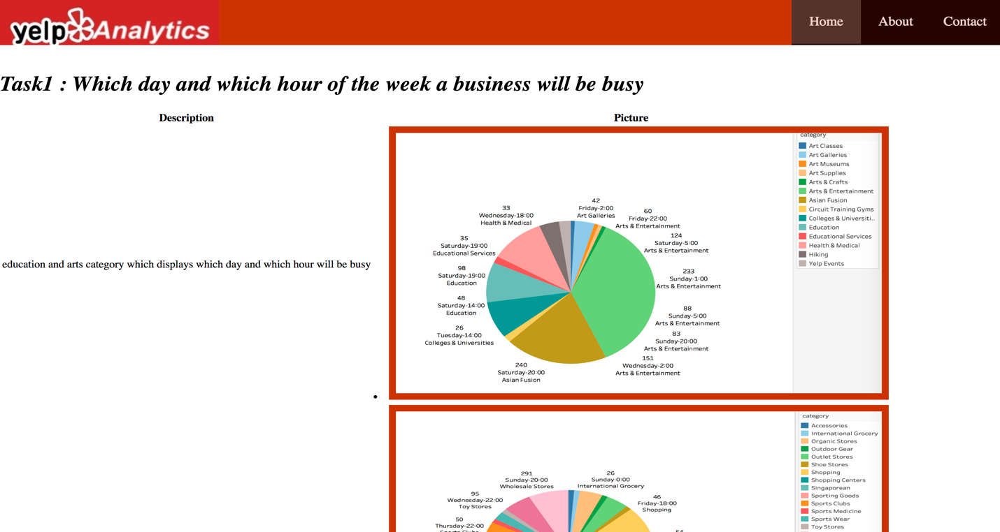 yelp Analytics
Home
About
Contact
Task1 : Which day and which hour of the week a business will be busy
Description
Picture
education and arts category which displays which day and which hour will be busy
33
Wednesday-18:00
Health & Medical
42
Friday-2:00
Art Galleries
60
Friday-22:00
Arts & Entertainment
35
Saturday-19:00
Educational Services
124
Saturday-5:00
Arts & Entertainment
98
Saturday-19:00
Education
233
Sunday-1:00
Arts & Entertainment
48
Saturday-14:00
Education
88
Sunday-5:00
Arts & Entertainment
26
Tuesday-14:00
Colleges & Universities
83
Sunday-20:00
Arts & Entertainment
240
Saturday-20:00
Asian Fusion
151
Wednesday-2:00
Arts & Entertainment
category
Art Classes
Art Galleries
Art Museums
Art Supplies
Arts & Crafts
Arts & Entertainment
Asian Fusion
Circuit Training Gyms
Colleges & Universiti..
Education
Educational Services
Health & Medical
Hiking
Yelp Events
291
Sunday-20:00
Wholesale Stores
26
Sunday-0:00
International Grocery
95
Wednesday-22:00
Toy Stores
46
Friday-18:00
Shopping
50
Thursday-22:00
category
Accessories
International Grocery
Organic Stores
Outdoor Gear
Outlet Stores
Shoe Stores
Shopping
Shopping Centers
Singaporean
Sporting Goods
Sports Clubs
Sports Medicine
Sports Wear
Toy Stores